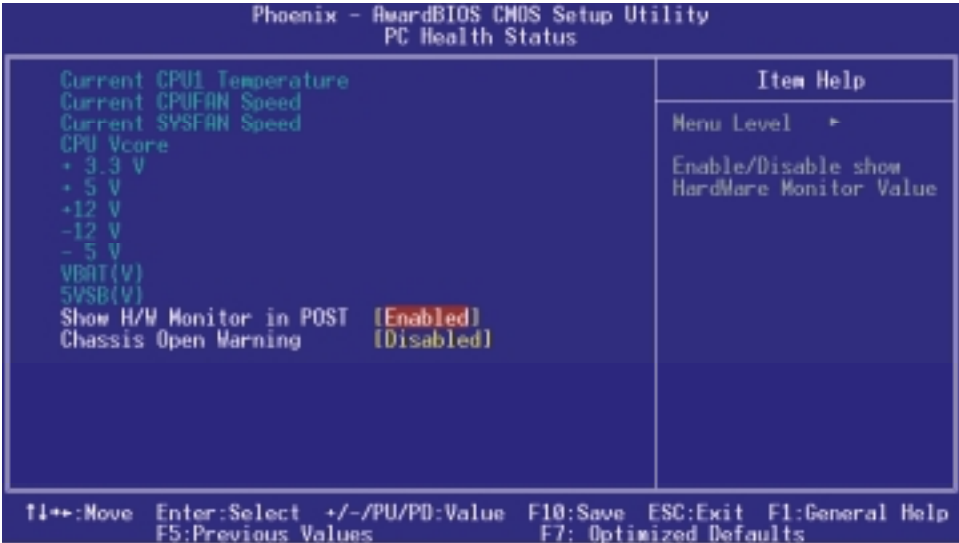 Phoenix - AwardBIOS CMOS Setup Utility
PC Health Status
Current CPU1 Temperature
Current CPUFAN Speed
Current SYSFAN Speed
CPU Vcore
+ 3.3 V
+ 5 V
+12 V
-12 V
- 5 V
VBAT(V)
5VSB(V)
Show H/W Monitor in POST [Enabled]
Chassis Open Warning [Disabled]
Item Help
Menu Level ►
Enable/Disable show
HardWare Monitor Value
↑↓→←:Move Enter:Select +/-/PU/PD:Value F10:Save ESC:Exit F1:General Help
F5:Previous Values F7: Optimized Defaults